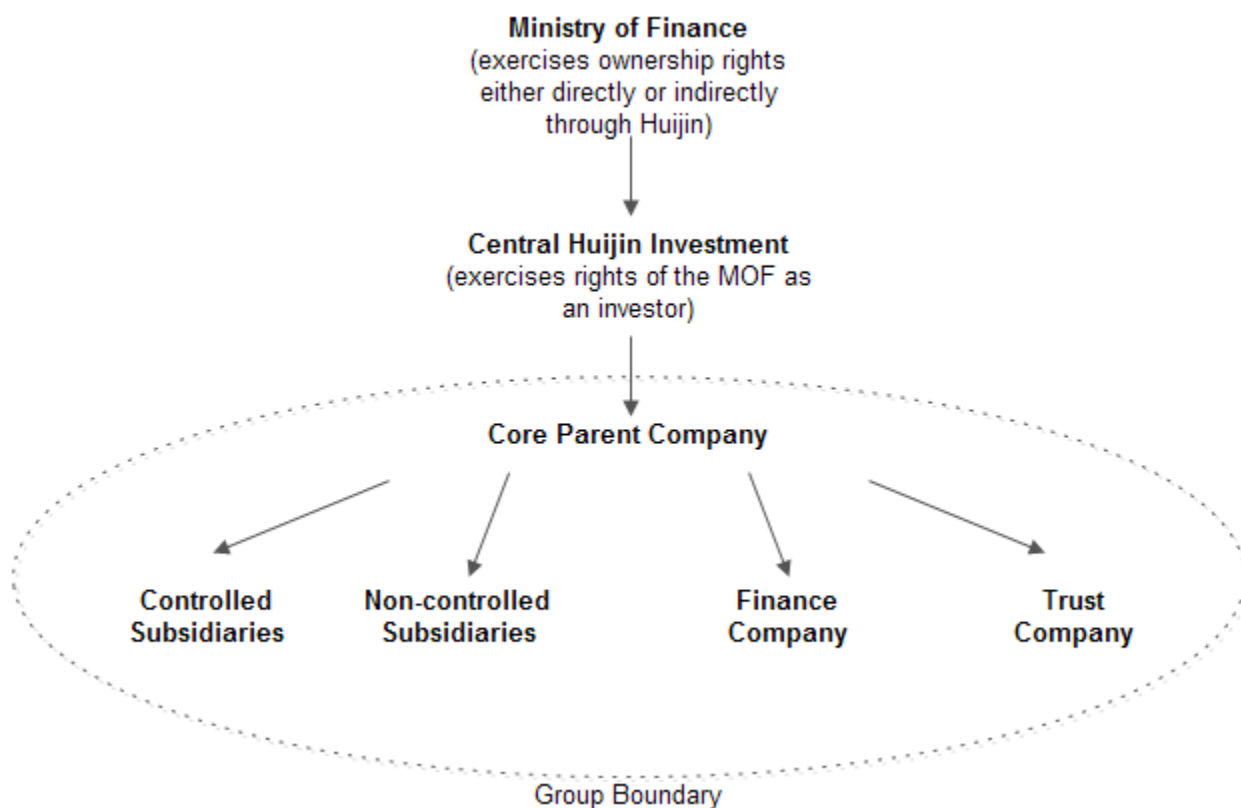 Ministry of Finance
(exercises ownership rights
either directly or indirectly
through Huijin)
Central Huijin Investment
(exercises rights of the MOF as
an investor)
Core Parent Company
Controlled
Subsidiaries
Non-controlled
Subsidiaries
Finance
Company
Trust
Company
Group Boundary